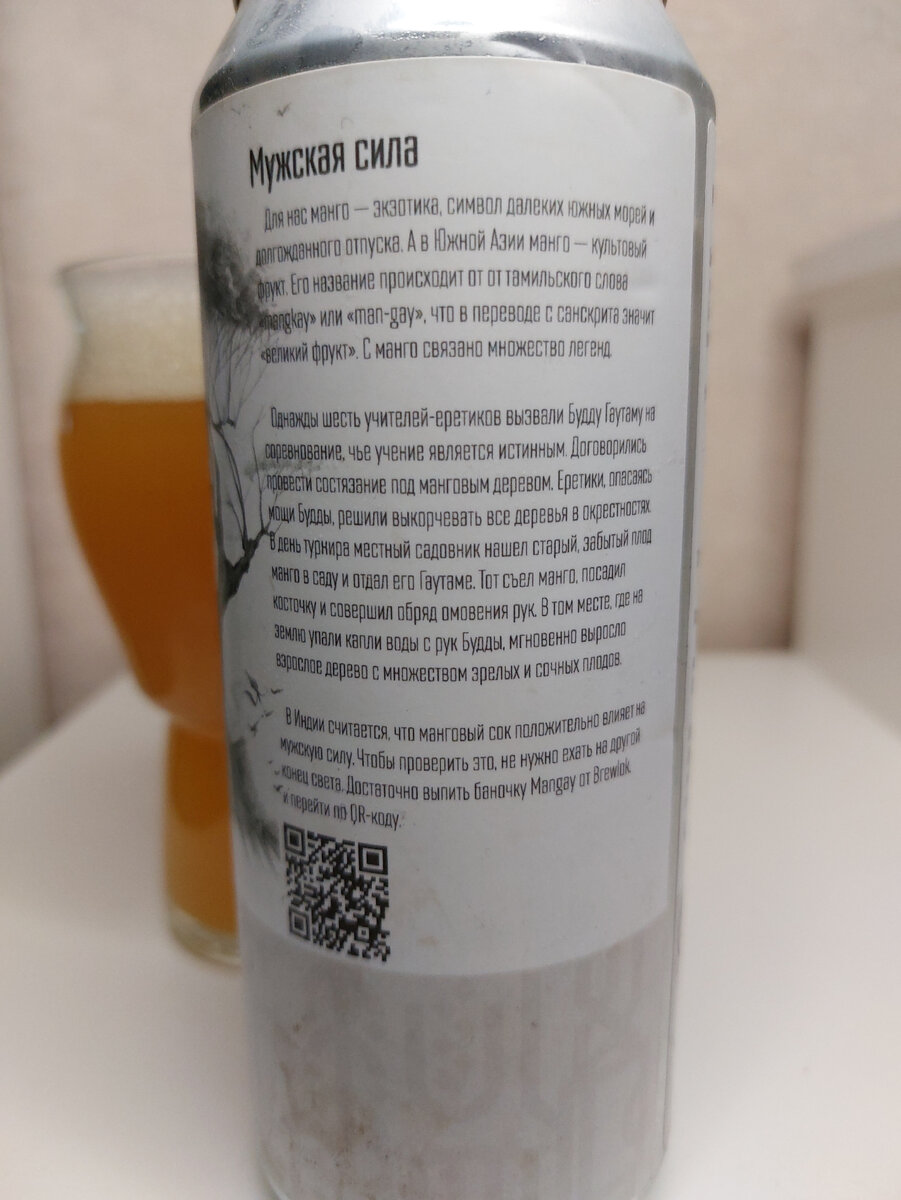 Мужская сила
Для нас манго — экзотика, символ далеких южных морей и
долгожданного отпуска. А в Южной Азии манго — культовый
фрукт. Его название происходит от от тамильского слова
«mangkay» или «man-gay», что в переводе с санскрита значит
«великий фрукт». С манго связано множество легенд.
Однажды шесть учителей-еретиков вызвали Будду Гаутаму на
соревнование, чье учение является истинным. Договорились
провести состязание под манговым деревом. Еретики, опасаясь
мощи Будды, решили выкорчевать все деревья в окрестностях.
В день турнира местный садовник нашел старый, забытый плод
манго в саду и отдал его Гаутаме. Тот съел манго, посадил
косточку и совершил обряд омовения рук. В том месте, где на
землю упали капли воды с рук Будды, мгновенно выросло
взрослое дерево с множеством зрелых и сочных плодов.
В Индии считается, что манговый сок положительно влияет на
мужскую силу. Чтобы проверить это, не нужно ехать на другой
конец света. Достаточно выпить баночку Mangay от Brewlok
и перейти по QR-коду.